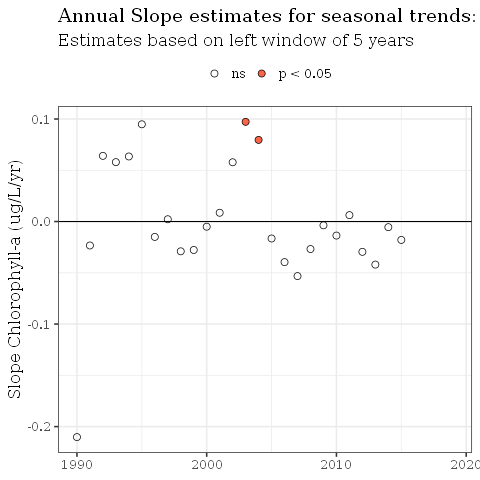 Annual Slope estimates for seasonal trends:
Estimates based on left window of 5 years
ns p < 0.05
Slope Chlorophyll-a (ug/L/yr)
0.1
0.0
-0.1
-0.2
1990 2000 2010 2020